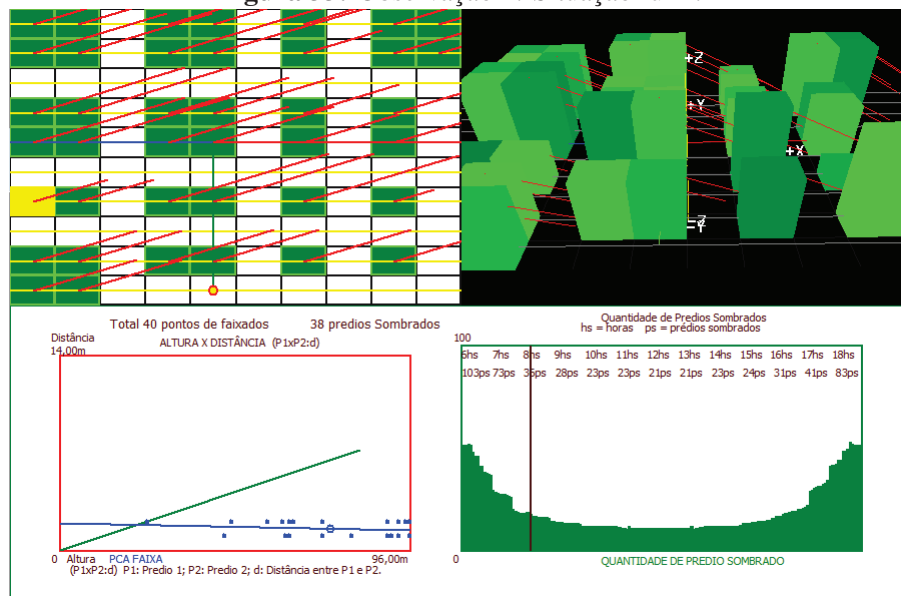 +Z
+Y
+X
-Z
Total 40 pontos de faixados
38 predios Sombrados
Distância
14,00m
ALTURA X DISTÂNCIA (P1xP2:d)
0
Altura
PCA FAIXA
96,00m
(P1xP2:d) P1: Predio 1; P2: Predio 2; d: Distância entre P1 e P2.
Quantidade de Predios Sombrados
hs = horas ps = prédios sombrados
100
6hs 7hs 8hs 9hs 10hs 11hs 12hs 13hs 14hs 15hs 16hs 17hs 18hs
103ps 73ps 35ps 28ps 23ps 23ps 21ps 21ps 23ps 24ps 31ps 41ps 83ps
0
QUANTIDADE DE PREDIO SOMBRADO